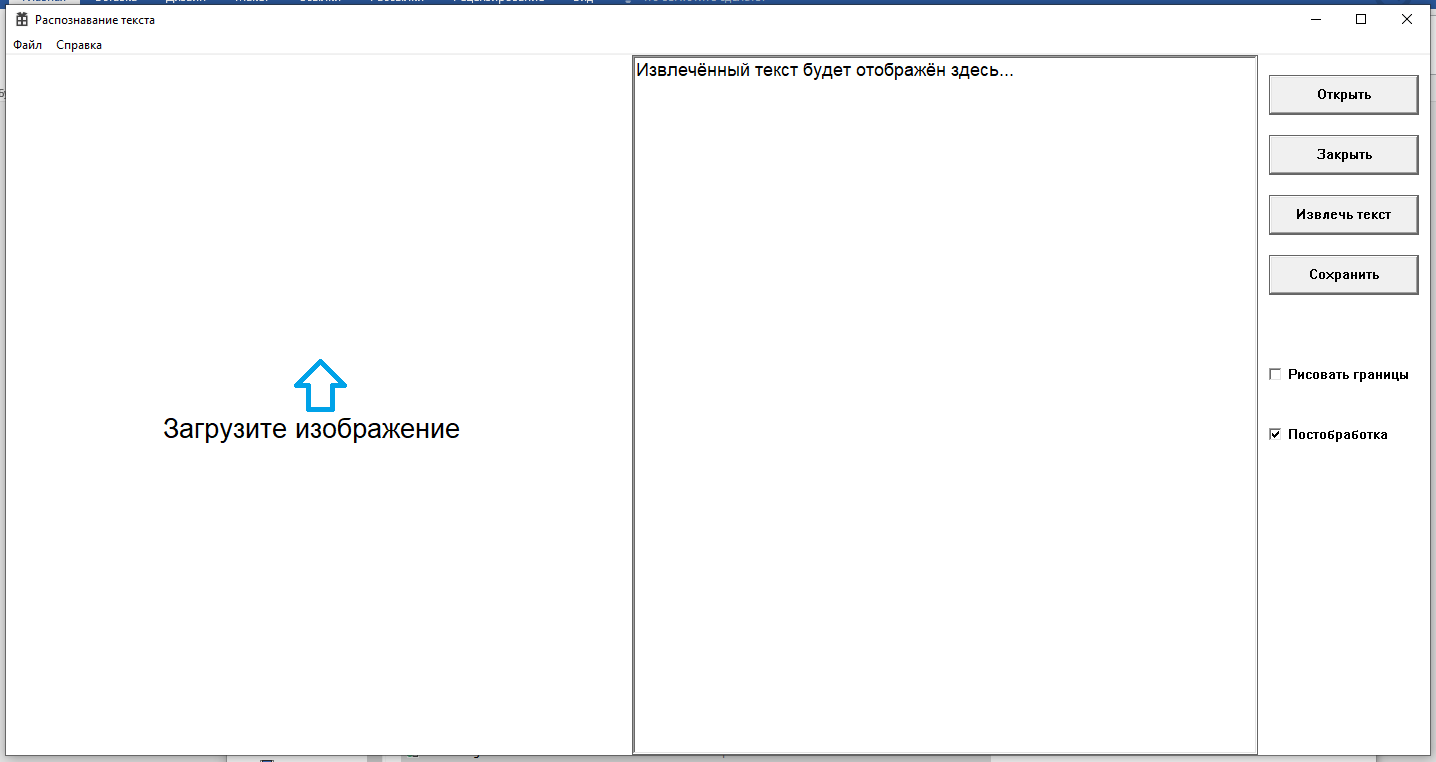 Распознавание текста
Файл Справка
Извлечённый текст будет отображён здесь...
Загрузите изображение
Открыть
Закрыть
Извлечь текст
Сохранить
Рисовать границы
Постобработка